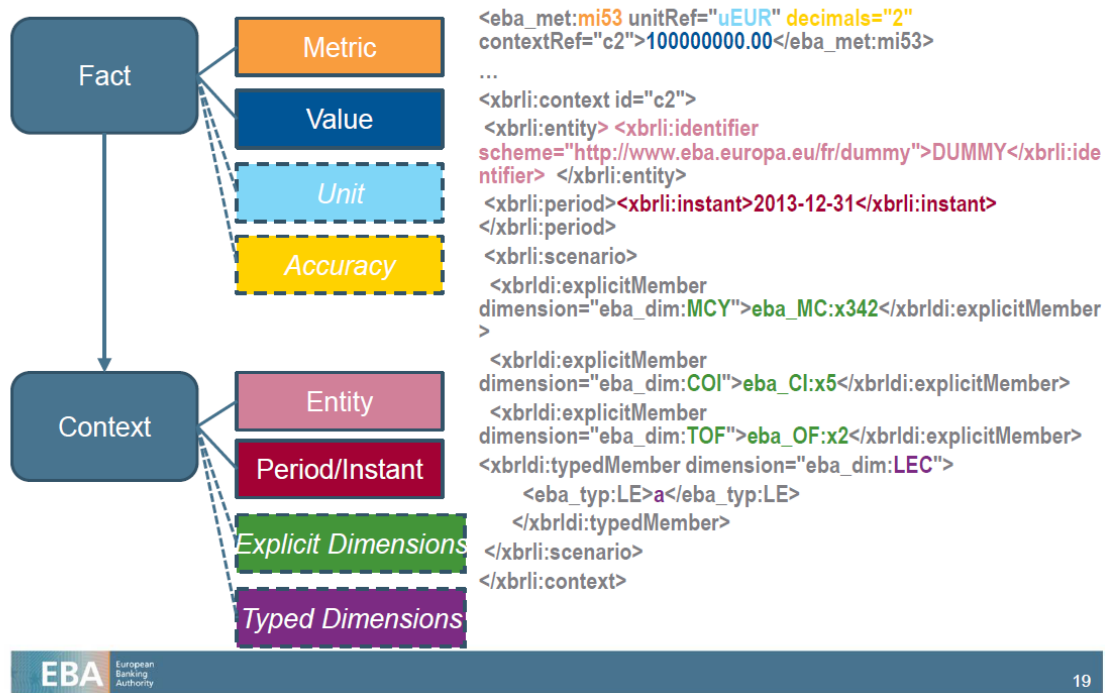 Fact
Metric
Value
Unit
Accuracy
Context
Entity
Period/Instant
Explicit Dimensions
Typed Dimensions
<eba_met:mi53 unitRef="uEUR" decimals="2"
contextRef="c2">100000000.00</eba_met:mi53>
…
<xbrli:context id="c2">
<xbrli:entity> <xbrli:identifier
scheme="http://www.eba.europa.eu/fr/dummy">DUMMY</xbrli:ide
ntifier> </xbrli:entity>
<xbrli:period><xbrli:instant>2013-12-31</xbrli:instant>
</xbrli:period>
<xbrli:scenario>
<xbrldi:explicitMember
dimension="eba_dim:MCY">eba_MC:x342</xbrldi:explicitMember
>
<xbrldi:explicitMember
dimension="eba_dim:COI">eba_CI:x5</xbrldi:explicitMember>
<xbrldi:explicitMember
dimension="eba_dim:TOF">eba_OF:x2</xbrldi:explicitMember>
<xbrldi:typedMember dimension="eba_dim:LEC">
<eba_typ:LE>a</eba_typ:LE>
</xbrldi:typedMember>
</xbrli:scenario>
</xbrli:context>
EBA
European
Banking
Authority
19